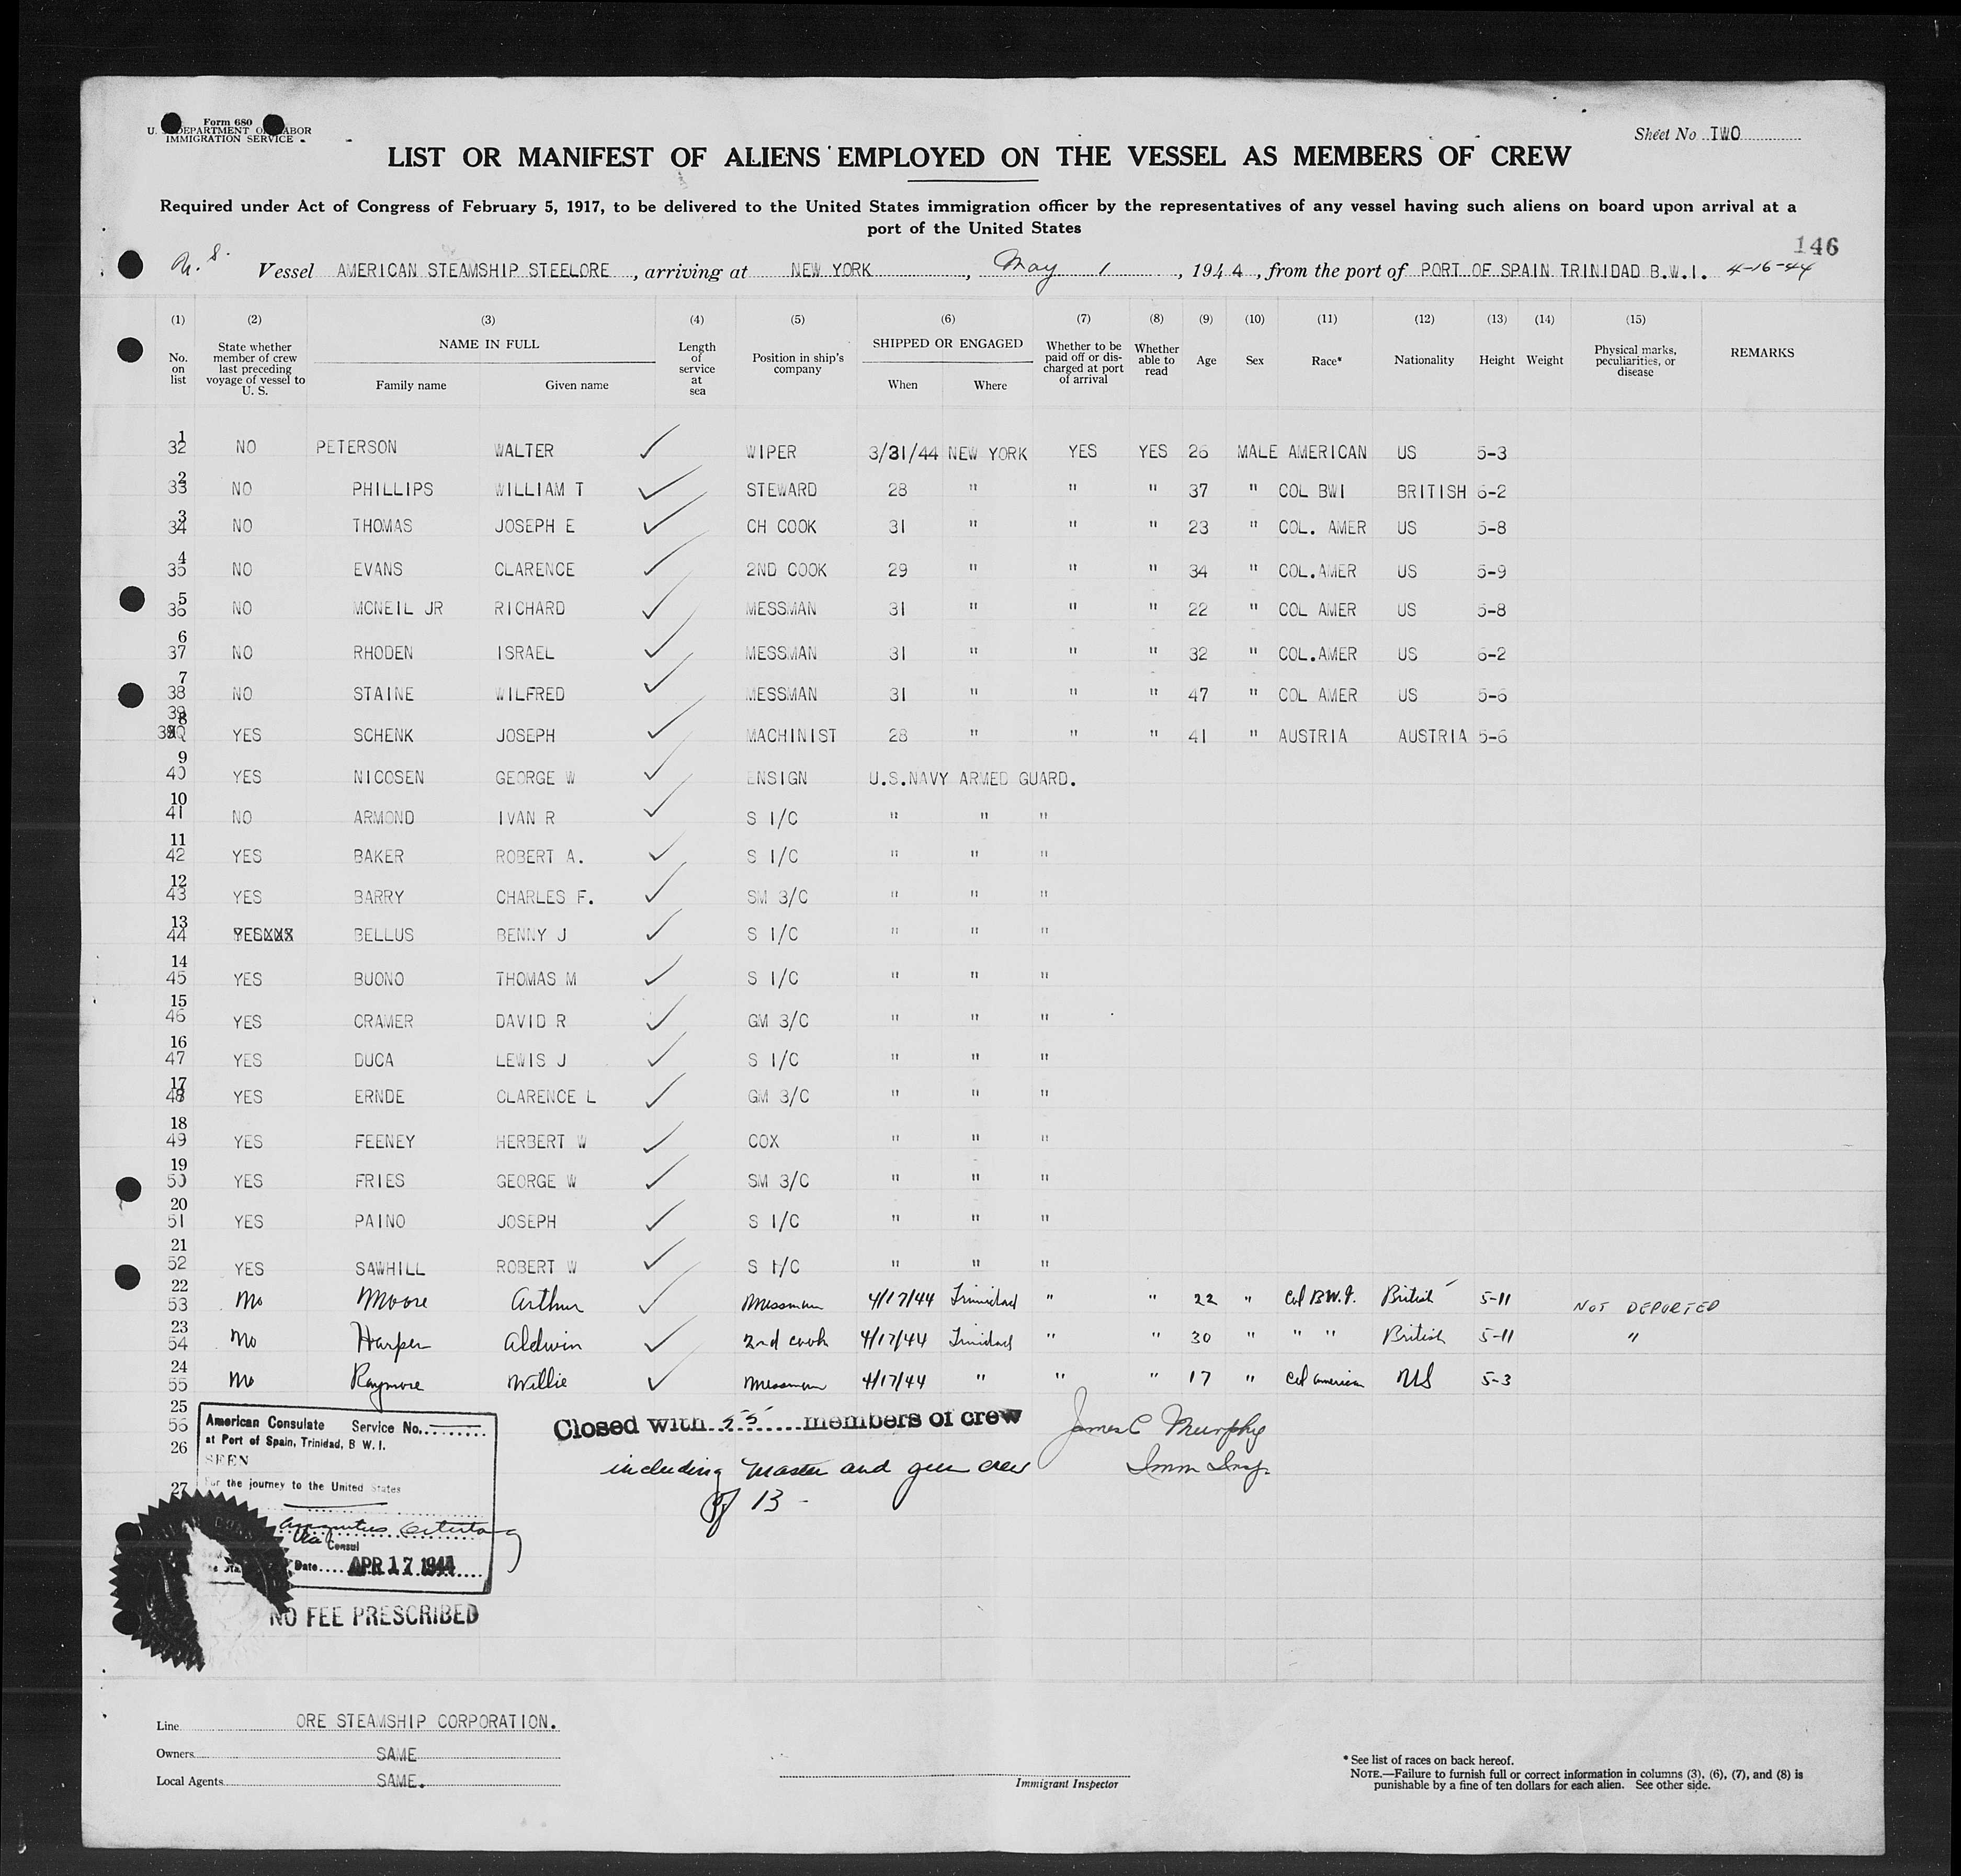 Form 680
U. S. DEPARTMENT OF LABOR
IMMIGRATION SERVICE
Sheet No TWO
LIST OR MANIFEST OF ALIENS EMPLOYED ON THE VESSEL AS MEMBERS OF CREW
Required under Act of Congress of February 5, 1917, to be delivered to the United States immigration officer by the representatives of any vessel having such aliens on board upon arrival at a
port of the United States
146
Vessel AMERICAN STEAMSHIP STEELORE, arriving at NEW YORK, May 1, 1944, from the port of PORT OF SPAIN TRINIDAD B.W.I. 4-16-44
(1) (2) (3) (4) (5) (6) (7) (8) (9) (10) (11) (12) (13) (14) (15)
No. on list
State whether member of crew last preceding voyage of vessel to U. S.
NAME IN FULL
Family name Given name
Length of service at sea
Position in ship's company
SHIPPED OR ENGAGED
When Where
Whether to be paid off or discharged at port of arrival
Whether able to read
Age Sex Race* Nationality Height Weight
Physical marks, peculiarities, or disease
REMARKS
1 32 NO PETERSON WALTER ✓ WIPER 3/31/44 NEW YORK YES YES 26 MALE AMERICAN US 5-3
2 33 NO PHILLIPS WILLIAM T ✓ STEWARD 28 " " " 37 " COL BWI BRITISH 6-2
3 34 NO THOMAS JOSEPH E ✓ CH COOK 31 " " " 23 " COL. AMER US 5-8
4 35 NO EVANS CLARENCE ✓ 2ND COOK 29 " " " 34 " COL.AMER US 5-9
5 36 NO MCNEIL JR RICHARD ✓ MESSMAN 31 " " " 22 " COL AMER US 5-8
6 37 NO RHODEN ISRAEL ✓ MESSMAN 31 " " " 32 " COL.AMER US 6-2
7 38 NO STAINE WILFRED ✓ MESSMAN 31 " " " 47 " COL AMER US 5-6
8 39 YES SCHENK JOSEPH ✓ MACHINIST 28 " " " 41 " AUSTRIA AUSTRIA 5-6
9 40 YES NICOSEN GEORGE W ✓ ENSIGN U.S.NAVY ARMED GUARD.
10 41 NO ARMOND IVAN R ✓ S 1/C " " "
11 42 YES BAKER ROBERT A. ✓ S 1/C " " "
12 43 YES BARRY CHARLES F. ✓ SM 3/C " " "
13 44 YESXXX BELLUS BENNY J ✓ S 1/C " " "
14 45 YES BUONO THOMAS M ✓ S 1/C " " "
15 46 YES CRAMER DAVID R ✓ GM 3/C " " "
16 47 YES DUCA LEWIS J ✓ S 1/C " " "
17 48 YES ERNDE CLARENCE L ✓ GM 3/C " " "
18 49 YES FEENEY HERBERT W ✓ COX " " "
19 50 YES FRIES GEORGE W ✓ SM 3/C " " "
20 51 YES PAINO JOSEPH ✓ S 1/C " " "
21 52 YES SAWHILL ROBERT W ✓ S 1/C " " "
22 53 No Moore Arthur ✓ Messman 4/17/44 Trinidad " " 22 " Col B.W.I. British 5-11 NOT DEPORTED
23 54 No Harper Aldwin ✓ 2nd cook 4/17/44 Trinidad " " 30 " " " British 5-11 "
24 55 No Raymore Willie ✓ Messman 4/17/44 " " " 17 " Col American US 5-3
25 56
26
27
American Consulate Service No.
at Port of Spain, Trinidad, B W.I.
SEEN
For the journey to the United States
Consul
Date APR 17 1944
NO FEE PRESCRIBED
Closed with 55 members of crew
including Master and gun crew
of 13 -
James C Murphy
Imm Insp.
Line ORE STEAMSHIP CORPORATION.
Owners SAME
Local Agents SAME.
Immigrant Inspector
* See list of races on back hereof.
NOTE.—Failure to furnish full or correct information in columns (3), (6), (7), and (8) is
punishable by a fine of ten dollars for each alien. See other side.